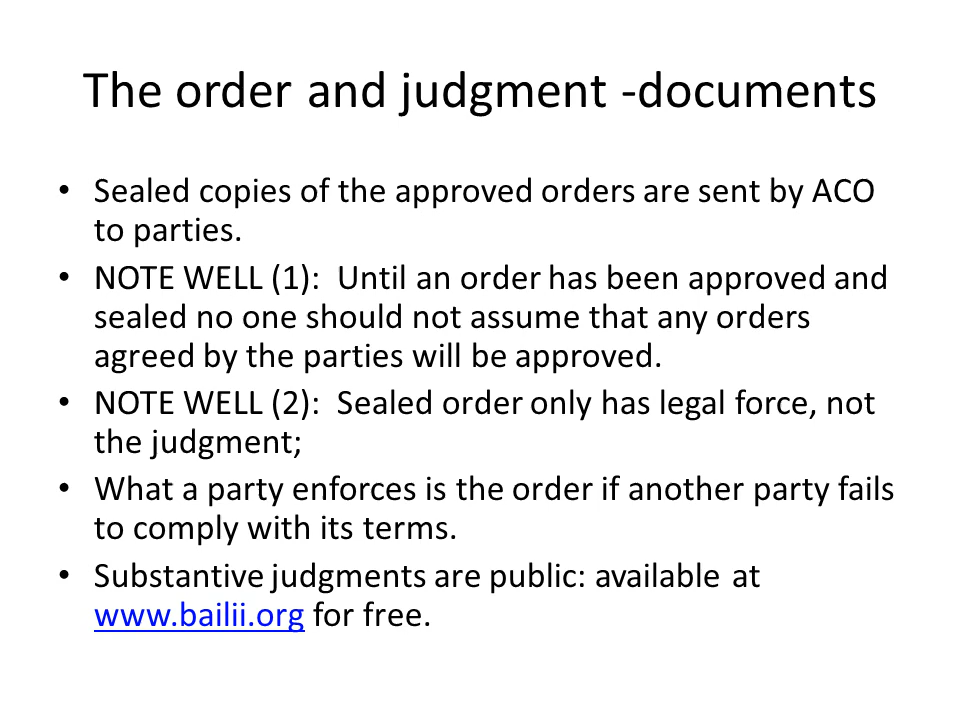 The order and judgment -documents
• Sealed copies of the approved orders are sent by ACO
to parties.
• NOTE WELL (1):  Until an order has been approved and
sealed no one should not assume that any orders
agreed by the parties will be approved.
• NOTE WELL (2):  Sealed order only has legal force, not
the judgment;
• What a party enforces is the order if another party fails
to comply with its terms.
• Substantive judgments are public: available at
www.bailii.org for free.